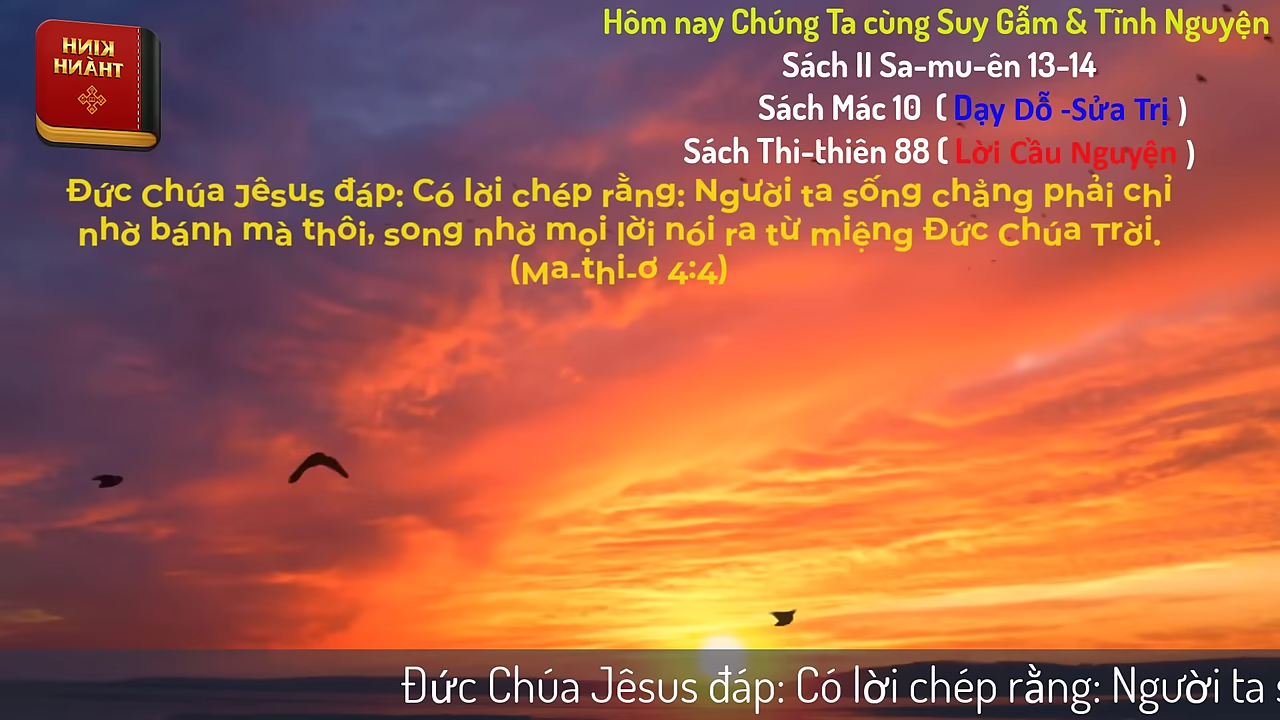 KINH
THÀNH
Hôm nay Chúng Ta cùng Suy Gẫm & Tĩnh Nguyện
Sách II Sa-mu-ên 13-14
Sách Mác 10 ( Dạy Dỗ -Sửa Trị )
Sách Thi-thiên 88 ( Lời Cầu Nguyện )
Đức Chúa Jêsus đáp: Có lời chép rằng: Người ta sống chẳng phải chỉ
nhờ bánh mà thôi, song nhờ mọi lời nói ra từ miệng Đức Chúa Trời.
(Ma-thi-ơ 4:4)
Đức Chúa Jêsus đáp: Có lời chép rằng: Người ta